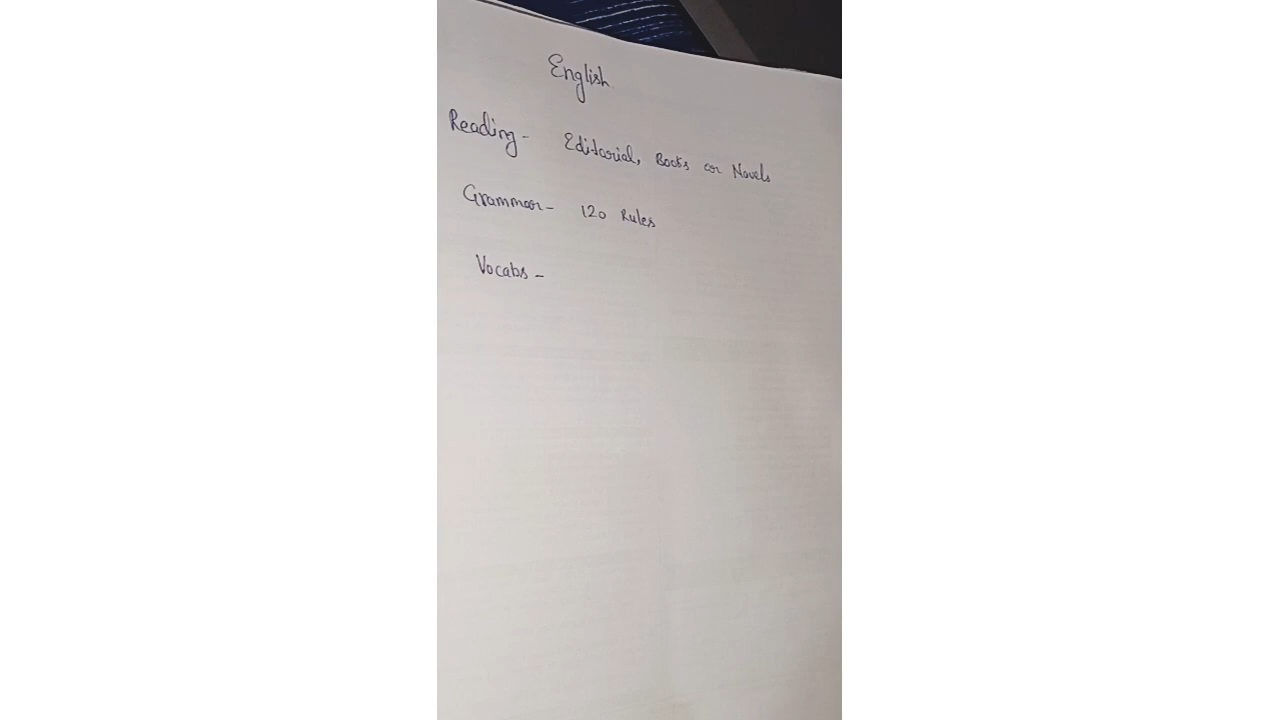 English
Reading - Editorial, Books or Novels
Grammar - 120 Rules
Vocabs -